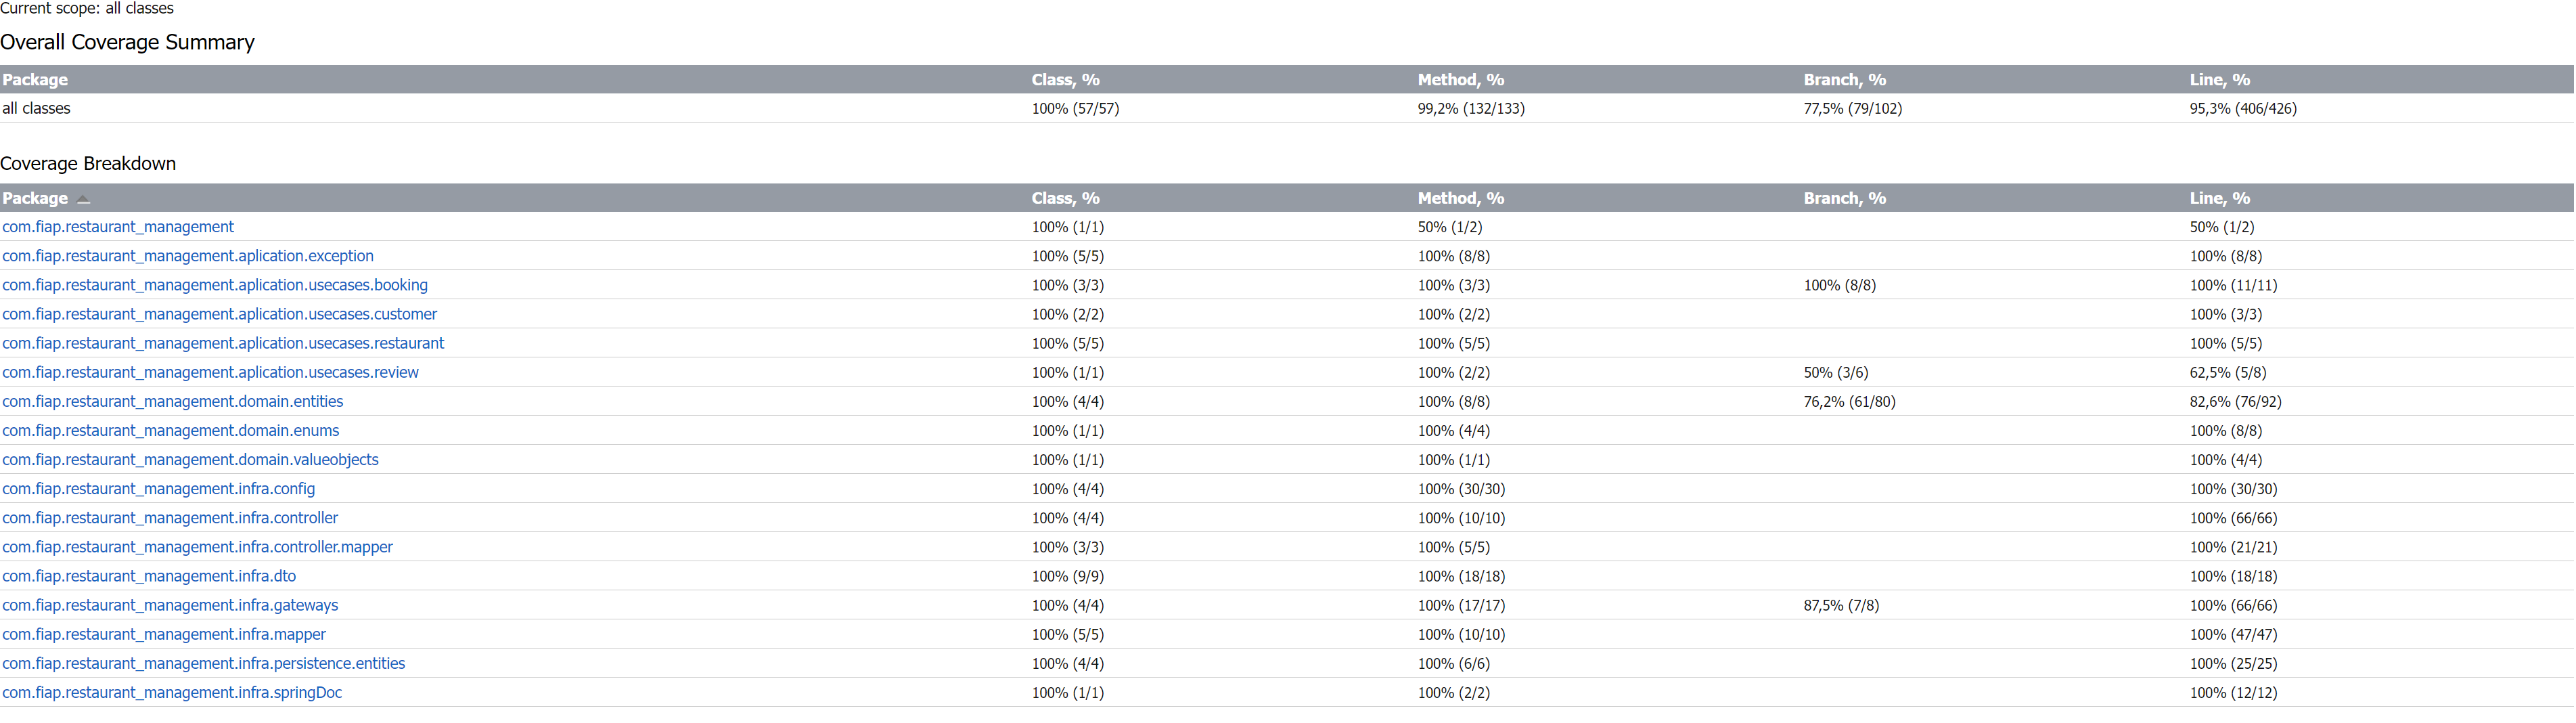 Current scope: all classes
Overall Coverage Summary
Package Class, % Method, % Branch, % Line, %
all classes 100% (57/57) 99,2% (132/133) 77,5% (79/102) 95,3% (406/426)
Coverage Breakdown
Package Class, % Method, % Branch, % Line, %
com.fiap.restaurant_management 100% (1/1) 50% (1/2) 50% (1/2)
com.fiap.restaurant_management.aplication.exception 100% (5/5) 100% (8/8) 100% (8/8)
com.fiap.restaurant_management.aplication.usecases.booking 100% (3/3) 100% (3/3) 100% (8/8) 100% (11/11)
com.fiap.restaurant_management.aplication.usecases.customer 100% (2/2) 100% (2/2) 100% (3/3)
com.fiap.restaurant_management.aplication.usecases.restaurant 100% (5/5) 100% (5/5) 100% (5/5)
com.fiap.restaurant_management.aplication.usecases.review 100% (1/1) 100% (2/2) 50% (3/6) 62,5% (5/8)
com.fiap.restaurant_management.domain.entities 100% (4/4) 100% (8/8) 76,2% (61/80) 82,6% (76/92)
com.fiap.restaurant_management.domain.enums 100% (1/1) 100% (4/4) 100% (8/8)
com.fiap.restaurant_management.domain.valueobjects 100% (1/1) 100% (1/1) 100% (4/4)
com.fiap.restaurant_management.infra.config 100% (4/4) 100% (30/30) 100% (30/30)
com.fiap.restaurant_management.infra.controller 100% (4/4) 100% (10/10) 100% (66/66)
com.fiap.restaurant_management.infra.controller.mapper 100% (3/3) 100% (5/5) 100% (21/21)
com.fiap.restaurant_management.infra.dto 100% (9/9) 100% (18/18) 100% (18/18)
com.fiap.restaurant_management.infra.gateways 100% (4/4) 100% (17/17) 87,5% (7/8) 100% (66/66)
com.fiap.restaurant_management.infra.mapper 100% (5/5) 100% (10/10) 100% (47/47)
com.fiap.restaurant_management.infra.persistence.entities 100% (4/4) 100% (6/6) 100% (25/25)
com.fiap.restaurant_management.infra.springDoc 100% (1/1) 100% (2/2) 100% (12/12)